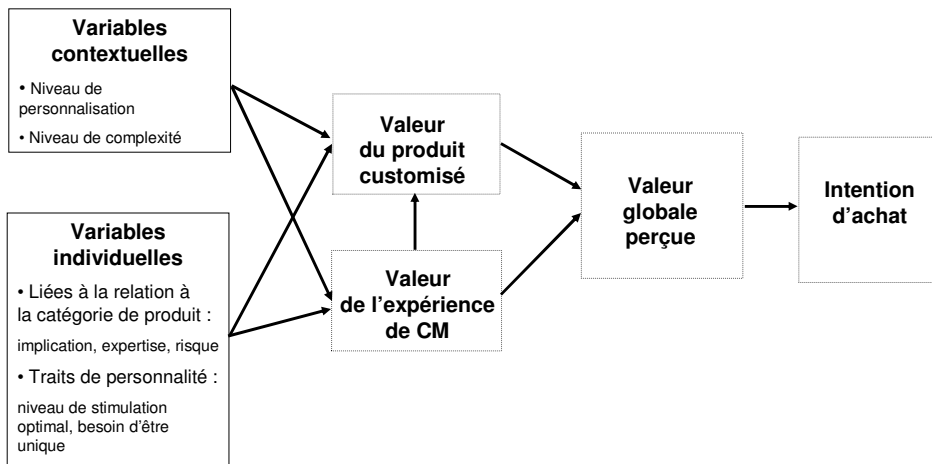 Variables
contextuelles
• Niveau de
personnalisation
• Niveau de complexité
Variables
individuelles
• Liées à la relation à
la catégorie de produit :
implication, expertise, risque
• Traits de personnalité :
niveau de stimulation
optimal, besoin d'être
unique
Valeur
du produit
customisé
Valeur
de l'expérience
de CM
Valeur
globale
perçue
Intention
d'achat